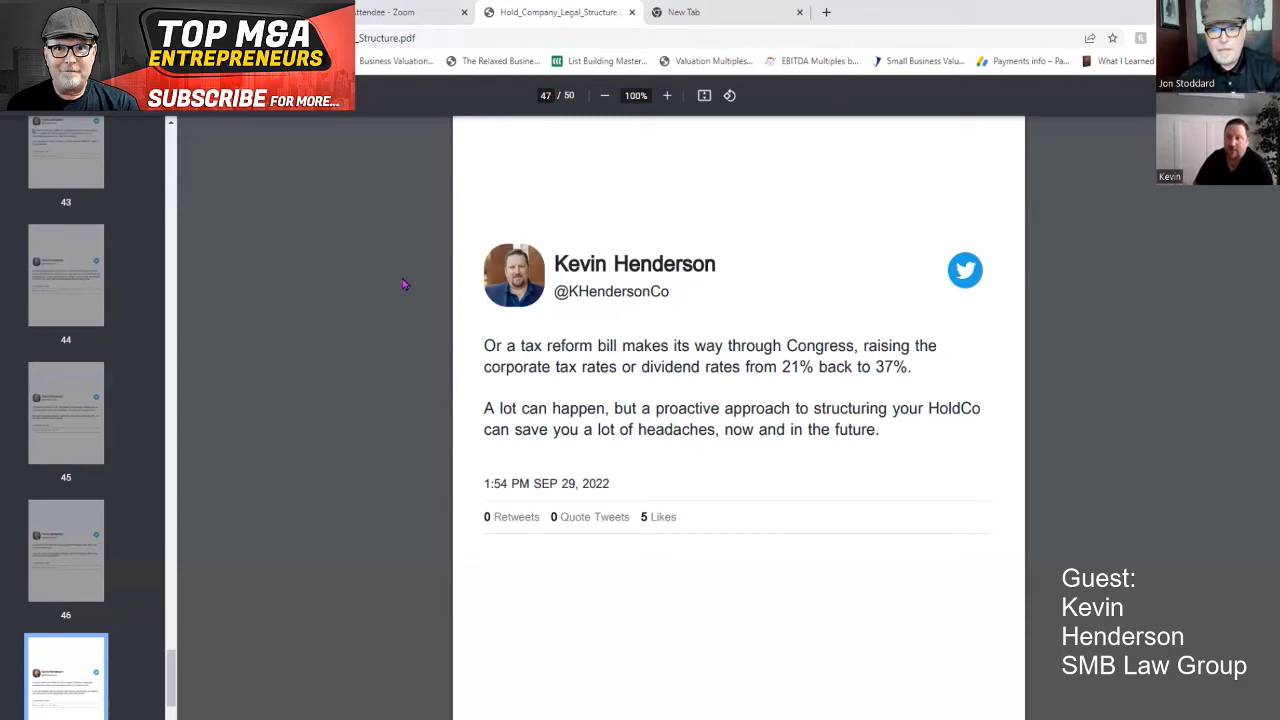 TOP M&A
ENTREPRENEURS
SUBSCRIBE FOR MORE...
ttendee - Zoom
Hold_Company_Legal_Structure
New Tab
_Structure.pdf
Business Valuation...
The Relaxed Busine...
List Building Master...
Valuation Multiples...
EBITDA Multiples b...
Small Business Valu...
Payments info – Pa...
What I Learned
Jon Stoddard
Kevin
47 / 50
100%
43
44
45
46
Kevin Henderson
@KHendersonCo
Or a tax reform bill makes its way through Congress, raising the
corporate tax rates or dividend rates from 21% back to 37%.
A lot can happen, but a proactive approach to structuring your HoldCo
can save you a lot of headaches, now and in the future.
1:54 PM SEP 29, 2022
0 Retweets 0 Quote Tweets 5 Likes
Guest:
Kevin
Henderson
SMB Law Group